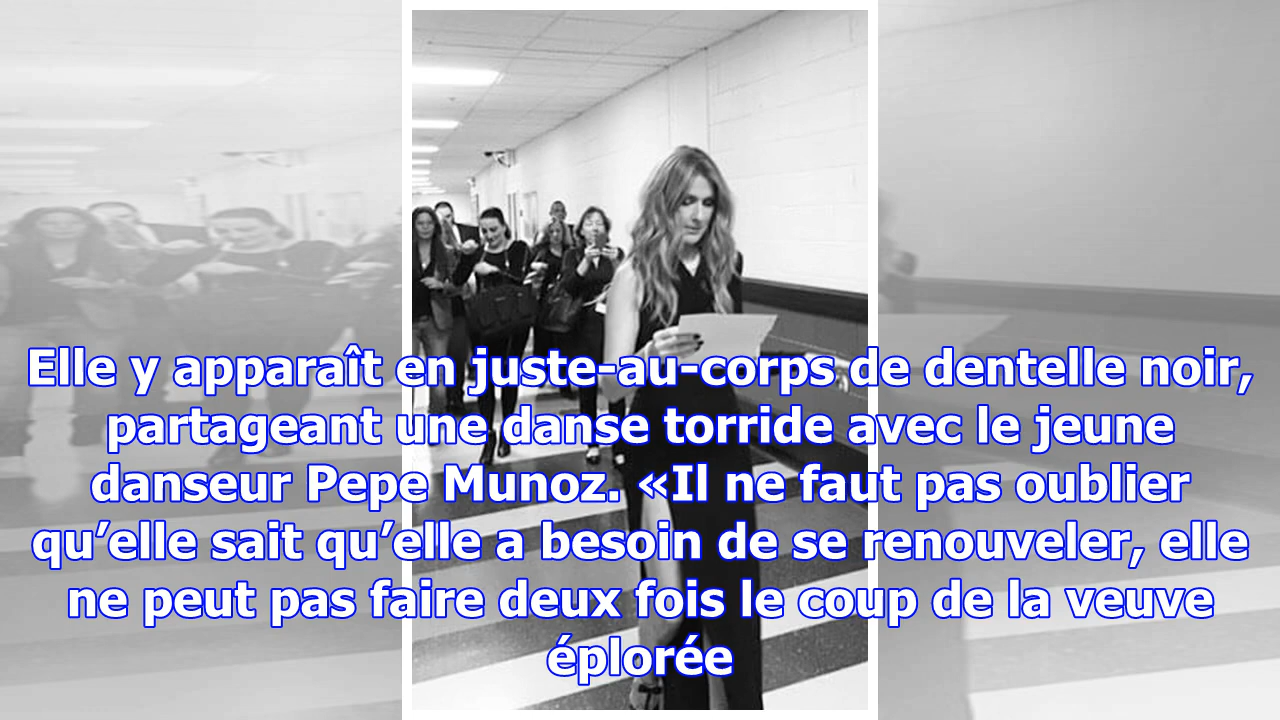 Elle y apparaît en juste-au-corps de dentelle noir,
partageant une danse torride avec le jeune
danseur Pepe Munoz. «Il ne faut pas oublier
qu’elle sait qu’elle a besoin de se renouveler, elle
ne peut pas faire deux fois le coup de la veuve
éplorée